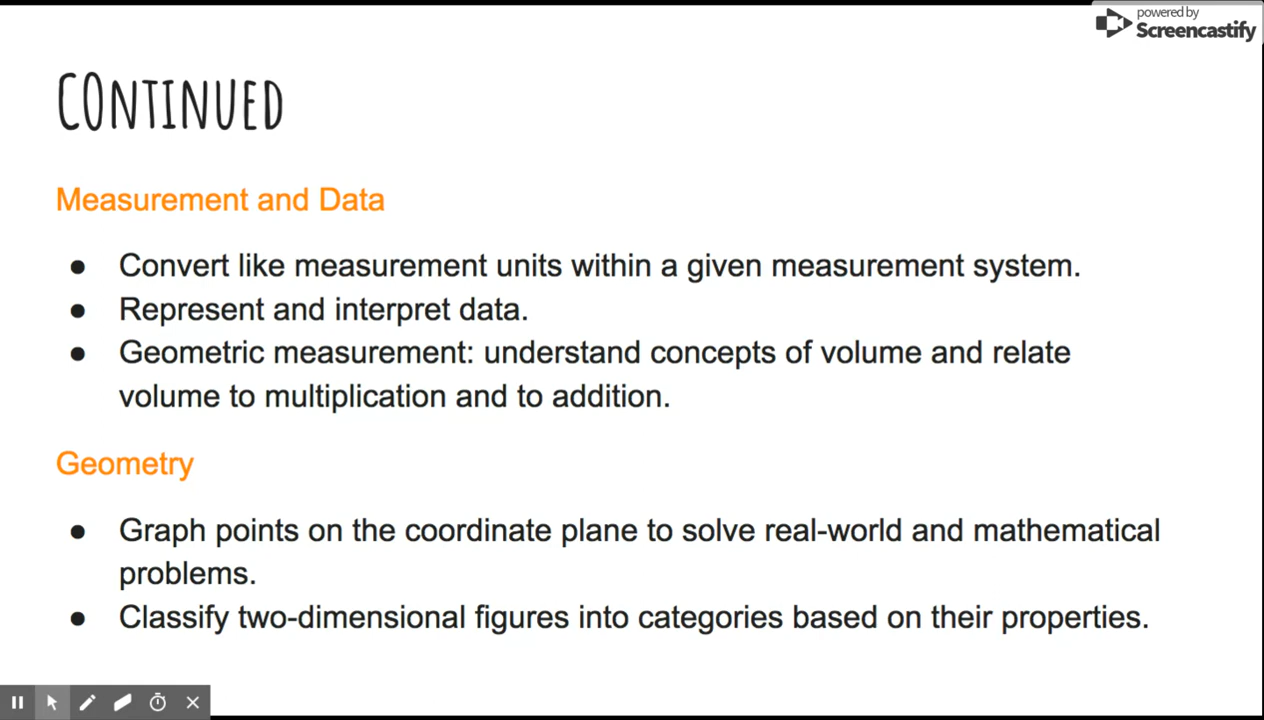 powered by
Screencastify
COntinued
Measurement and Data
● Convert like measurement units within a given measurement system.
● Represent and interpret data.
● Geometric measurement: understand concepts of volume and relate
volume to multiplication and to addition.
Geometry
● Graph points on the coordinate plane to solve real-world and mathematical
problems.
● Classify two-dimensional figures into categories based on their properties.